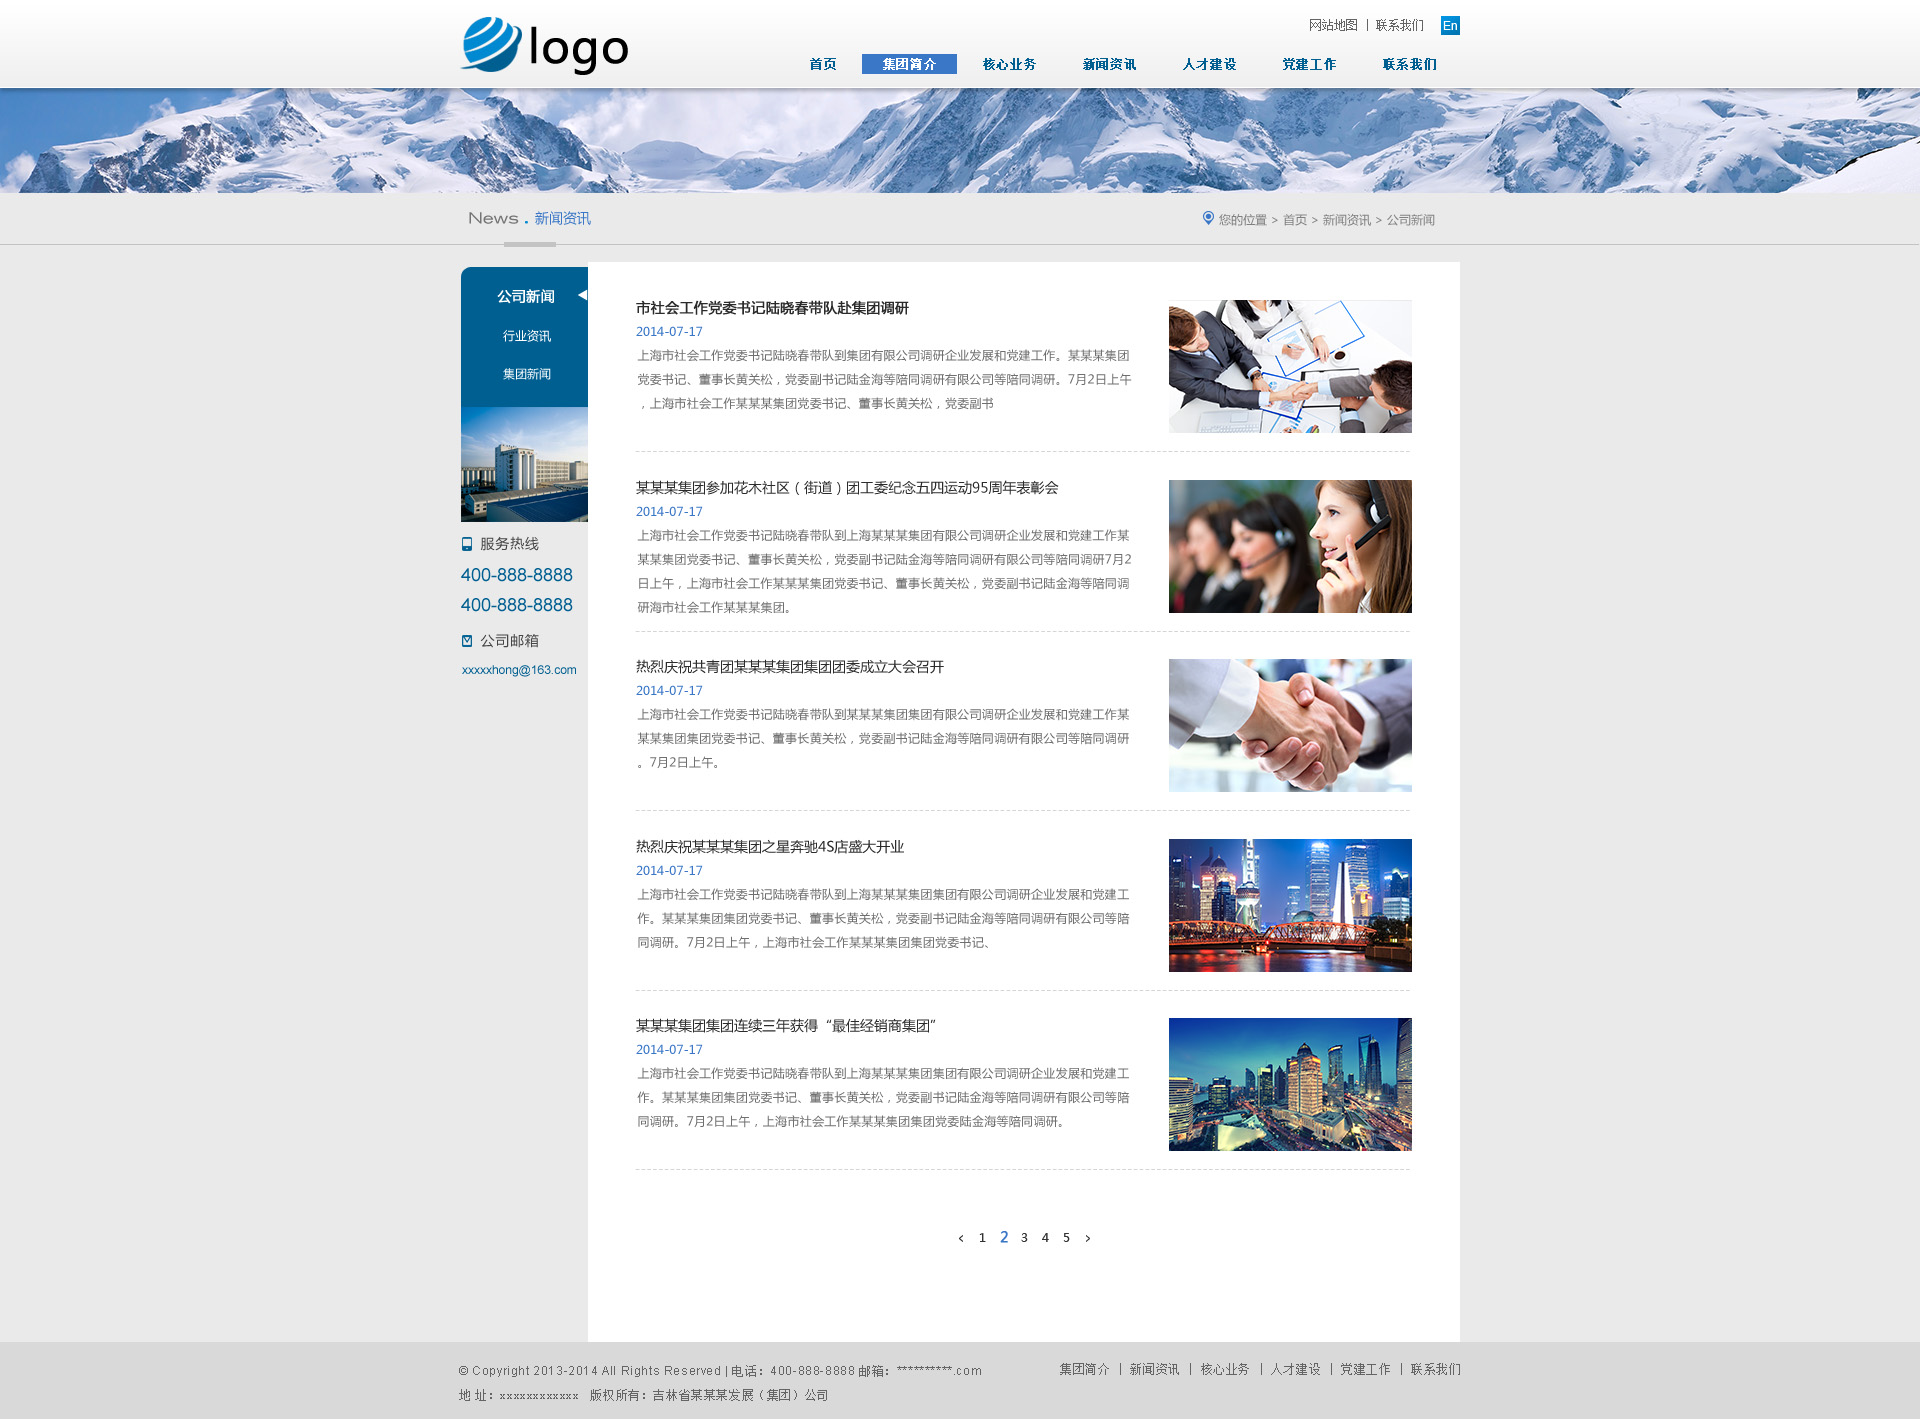 logo
网站地图 | 联系我们 En
首页 集团简介 核心业务 新闻资讯 人才建设 党建工作 联系我们
News . 新闻资讯
您的位置 > 首页 > 新闻资讯 > 公司新闻
公司新闻
行业资讯
集团新闻
服务热线
400-888-8888
400-888-8888
公司邮箱
xxxxxhong@163.com
市社会工作党委书记陆晓春带队赴集团调研
2014-07-17
上海市社会工作党委书记陆晓春带队到集团有限公司调研企业发展和党建工作。某某某集团
党委书记、董事长黄关松，党委副书记陆金海等陪同调研有限公司等陪同调研。7月2日上午
，上海市社会工作某某某集团党委书记、董事长黄关松，党委副书
某某某集团参加花木社区（街道）团工委纪念五四运动95周年表彰会
2014-07-17
上海市社会工作党委书记陆晓春带队到上海某某某集团有限公司调研企业发展和党建工作某
某某集团党委书记、董事长黄关松，党委副书记陆金海等陪同调研有限公司等陪同调研7月2
日上午，上海市社会工作某某某集团党委书记、董事长黄关松，党委副书记陆金海等陪同调
研海市社会工作某某某集团。
热烈庆祝共青团某某某集团集团团委成立大会召开
2014-07-17
上海市社会工作党委书记陆晓春带队到某某某集团集团有限公司调研企业发展和党建工作某
某某集团集团党委书记、董事长黄关松，党委副书记陆金海等陪同调研有限公司等陪同调研
。7月2日上午。
热烈庆祝某某某集团之星奔驰4S店盛大开业
2014-07-17
上海市社会工作党委书记陆晓春带队到上海某某某集团集团有限公司调研企业发展和党建工
作。某某某集团集团党委书记、董事长黄关松，党委副书记陆金海等陪同调研有限公司等陪
同调研。7月2日上午，上海市社会工作某某某集团集团党委书记、
某某某集团集团连续三年获得“最佳经销商集团”
2014-07-17
上海市社会工作党委书记陆晓春带队到上海某某某集团集团有限公司调研企业发展和党建工
作。某某某集团集团党委书记、董事长黄关松，党委副书记陆金海等陪同调研有限公司等陪
同调研。7月2日上午，上海市社会工作某某某集团集团党委陆金海等陪同调研。
< 1 2 3 4 5 >
© Copyright 2013-2014 All Rights Reserved | 电话：400-888-8888 邮箱：**********.com
地 址：xxxxxxxxxxxx 版权所有：吉林省某某某发展（集团）公司
集团简介 | 新闻资讯 | 核心业务 | 人才建设 | 党建工作 | 联系我们